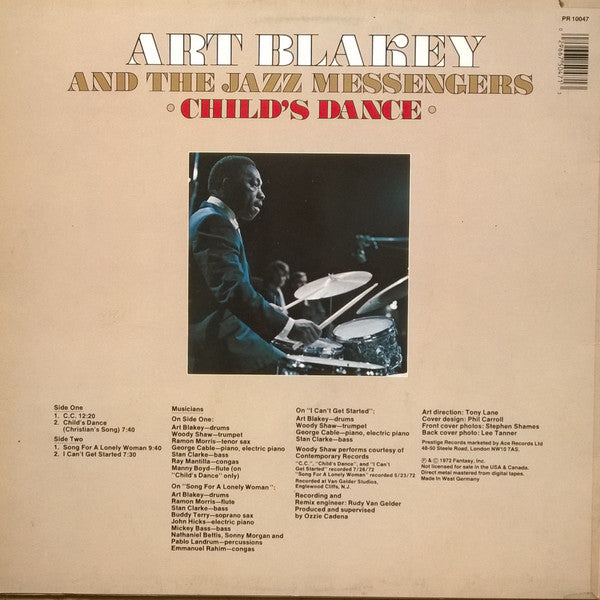 PR 10047
ART BLAKEY
AND THE JAZZ MESSENGERS
• CHILD'S DANCE •
Side One
1. C.C. 12:20
2. Child's Dance
(Christian's Song) 7:40
Side Two
1. Song For A Lonely Woman 9:40
2. I Can't Get Started 7:30
Musicians
On Side One:
Art Blakey—drums
Woody Shaw—trumpet
Ramon Morris—tenor sax
George Cable—piano, electric piano
Stan Clarke—bass
Ray Mantilla—congas
Manny Boyd—flute (on
"Child's Dance" only)
On "Song For A Lonely Woman":
Art Blakey—drums
Ramon Morris—flute
Stan Clarke—bass
Buddy Terry—soprano sax
John Hicks—electric piano
Mickey Bass—bass
Nathaniel Bettis, Sonny Morgan and
Pablo Landrum—percussions
Emmanuel Rahim—congas
On "I Can't Get Started":
Art Blakey—drums
Woody Shaw—trumpet
George Cable—piano, electric piano
Stan Clarke—bass
Woody Shaw performs courtesy of
Contemporary Records
"C.C.", "Child's Dance", and "I Can't
Get Started" recorded 7/28/72
"Song For A Lonely Woman" recorded 5/23/72
Recorded at Van Gelder Studios,
Englewood Cliffs, N.J.
Recording and
Remix engineer: Rudy Van Gelder
Produced and supervised
by Ozzie Cadena
Art direction: Tony Lane
Cover design: Phil Carroll
Front cover photos: Stephen Shames
Back cover photo: Lee Tanner
Prestige Records marketed by Ace Records Ltd
48-50 Steele Road, London NW10 7AS.
℗ & © 1972 Fantasy, Inc.
Not licensed for sale in the USA & Canada.
Direct metal mastered from digital tapes.
Made in West Germany